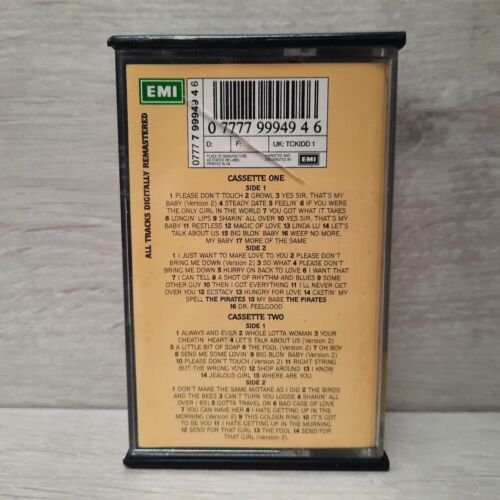 ALL TRACKS DIGITALLY REMASTERED
EMI
0777 7 99949 4 6
0 7777 99949 4 6
D: F: UK: TCKIDD 1
PLACE OF MANUFACTURE
AS STATED ON LABEL.
PRINTED IN UK
MARKETED AND
DISTRIBUTED BY
EMI
CASSETTE ONE
SIDE 1
1 PLEASE DON'T TOUCH 2 GROWL 3 YES SIR, THAT'S MY
BABY (Version 2) 4 STEADY DATE 5 FEELIN' 6 IF YOU WERE
THE ONLY GIRL IN THE WORLD 7 YOU GOT WHAT IT TAKES
8 LONGIN' LIPS 9 SHAKIN' ALL OVER 10 YES SIR, THAT'S MY
BABY 11 RESTLESS 12 MAGIC OF LOVE 13 LINDA LU 14 LET'S
TALK ABOUT US 15 BIG BLON' BABY 16 WEEP NO MORE,
MY BABY 17 MORE OF THE SAME
SIDE 2
1 I JUST WANT TO MAKE LOVE TO YOU 2 PLEASE DON'T
BRING ME DOWN (Version 2) 3 SO WHAT 4 PLEASE DON'T
BRING ME DOWN 5 HURRY ON BACK TO LOVE 6 I WANT THAT
7 I CAN TELL 8 A SHOT OF RHYTHM AND BLUES 9 SOME
OTHER GUY 10 THEN I GOT EVERYTHING 11 I'LL NEVER GET
OVER YOU 12 ECSTACY 13 HUNGRY FOR LOVE 14 CASTIN' MY
SPELL THE PIRATES 15 MY BABE THE PIRATES
16 DR. FEELGOOD
CASSETTE TWO
SIDE 1
1 ALWAYS AND EVER 2 WHOLE LOTTA WOMAN 3 YOUR
CHEATIN' HEART 4 LET'S TALK ABOUT US (Version 2)
5 A LITTLE BIT OF SOAP 6 THE FOOL (Version 2) 7 OH BOY
8 SEND ME SOME LOVIN' 9 BIG BLON' BABY (Version 2)
10 PLEASE DON'T TOUCH (Version 2) 11 RIGHT STRING
BUT THE WRONG YOYO 12 SHOP AROUND 13 I KNOW
14 JEALOUS GIRL 15 WHERE ARE YOU
SIDE 2
1 DON'T MAKE THE SAME MISTAKE AS I DID 2 THE BIRDS
AND THE BEES 3 CAN'T TURN YOU LOOSE 4 SHAKIN' ALL
OVER ('65) 5 GOTTA TRAVEL ON 6 BAD CASE OF LOVE
7 YOU CAN HAVE HER 8 I HATE GETTING UP IN THE
MORNING (Version 2) 9 THIS GOLDEN RING 10 IT'S GOT
TO BE YOU 11 I HATE GETTING UP IN THE MORNING
12 SEND FOR THAT GIRL 13 THE FOOL 14 SEND FOR
THAT GIRL (Version 2)